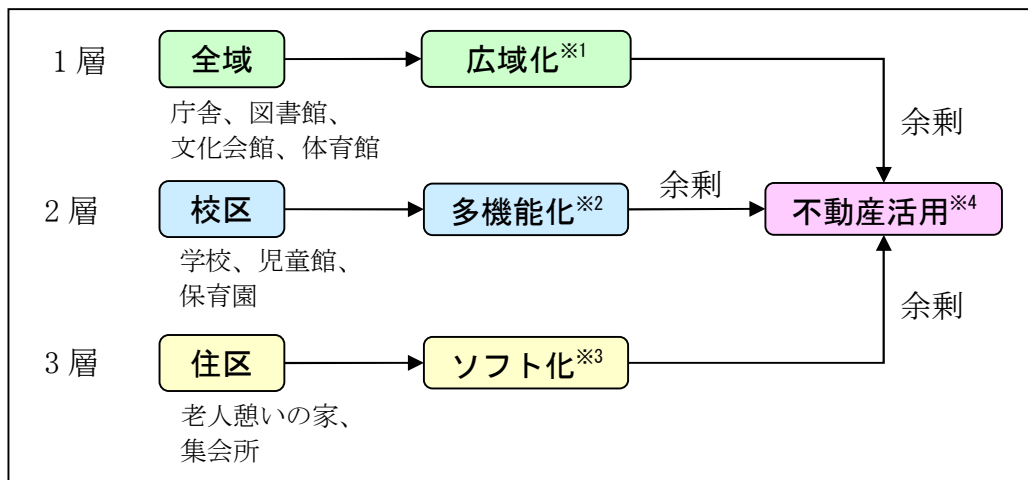 1層
全域
広域化※1
庁舎、図書館、
文化会館、体育館
余剰
2層
校区
多機能化※2
余剰
不動産活用※4
学校、児童館、
保育園
余剰
3層
住区
ソフト化※3
老人憩いの家、
集会所